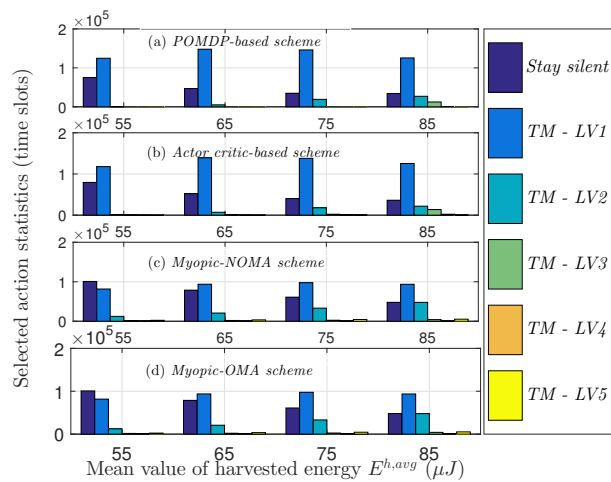 ×10^5
2
(a) POMDP-based scheme
1
0
55 65 75 85
2
(b) Actor critic-based scheme
1
0
55 65 75 85
×10^5
2
(c) Myopic-NOMA scheme
1
0
55 65 75 85
×10^5
2
(d) Myopic-OMA scheme
1
0
55 65 75 85
Selected action statistics (time slots)
Mean value of harvested energy E^{h,avg} (μJ)
Stay silent
TM - LV1
TM - LV2
TM - LV3
TM - LV4
TM - LV5